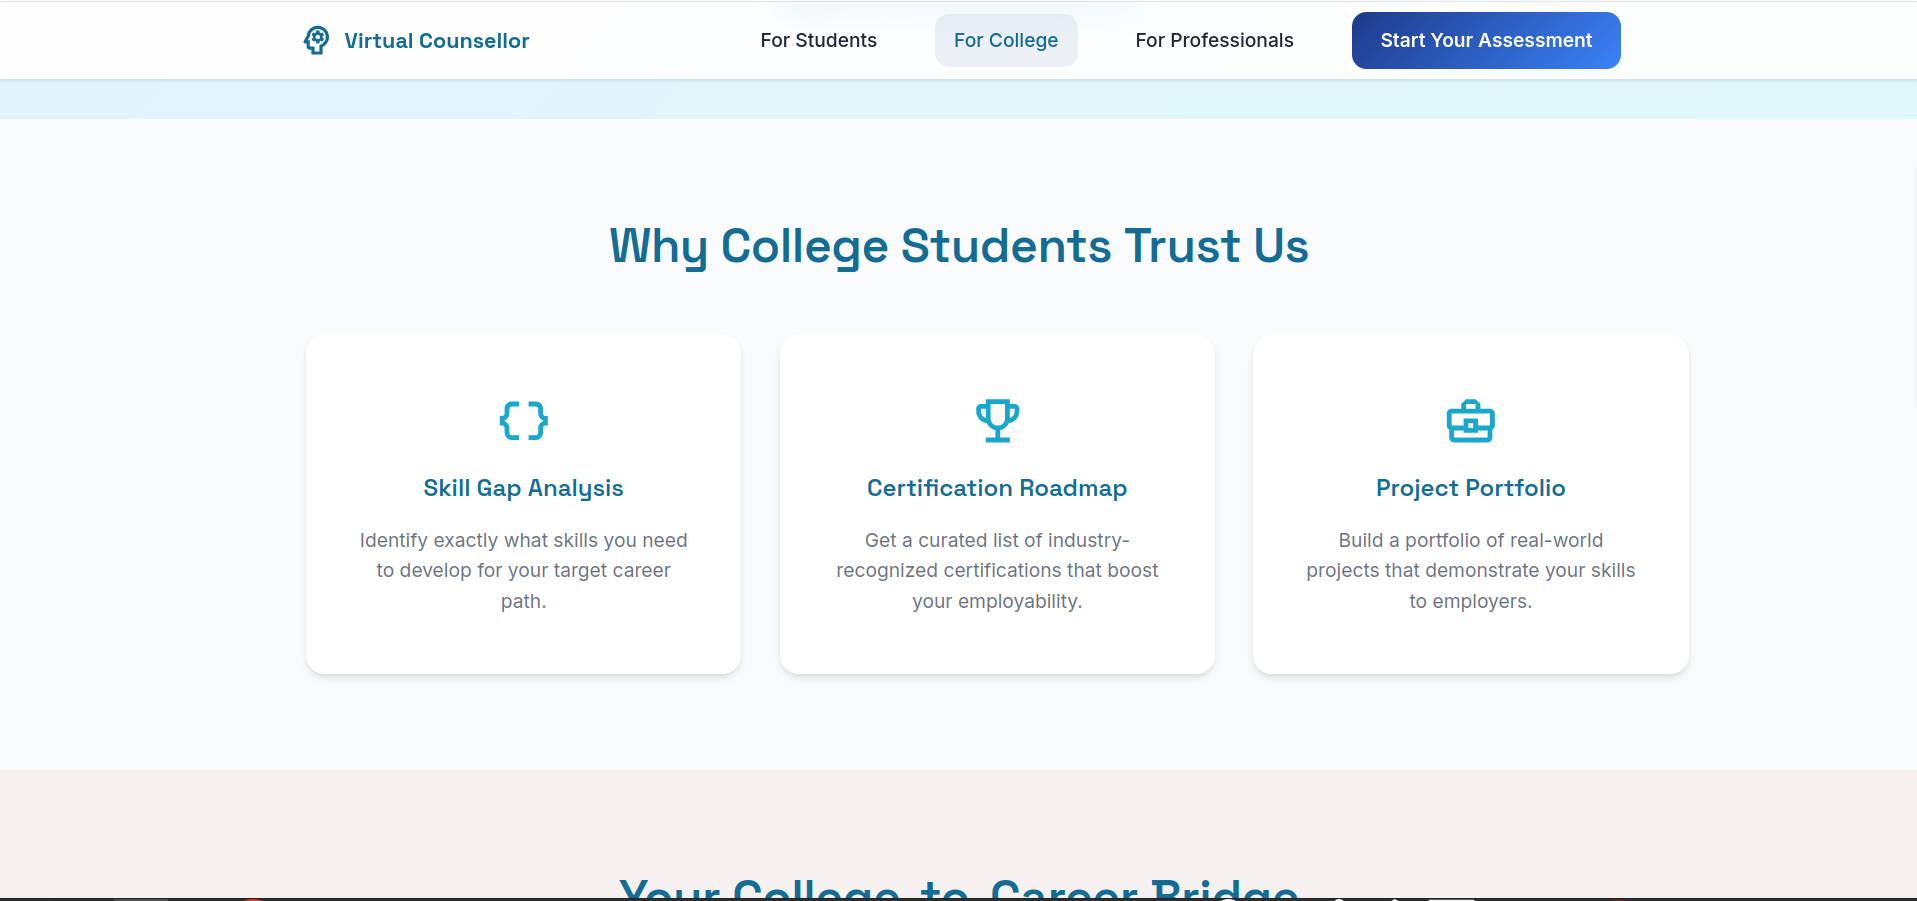 Virtual Counsellor
For Students
For College
For Professionals
Start Your Assessment
Why College Students Trust Us
Skill Gap Analysis
Identify exactly what skills you need
to develop for your target career
path.
Certification Roadmap
Get a curated list of industry-
recognized certifications that boost
your employability.
Project Portfolio
Build a portfolio of real-world
projects that demonstrate your skills
to employers.
Your College-to-Career Bridge